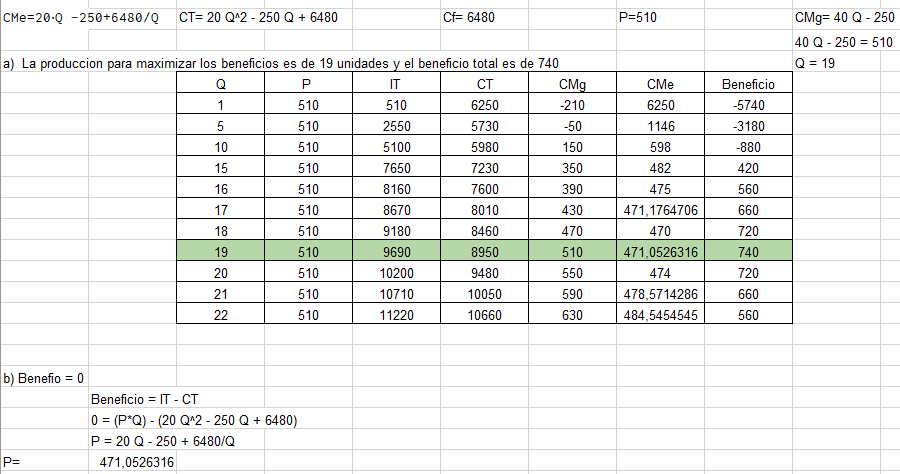 CMe=20·Q −250+6480/Q CT= 20 Q^2 - 250 Q + 6480 Cf= 6480 P=510 CMg= 40 Q - 250
40 Q - 250 = 510
a) La produccion para maximizar los beneficios es de 19 unidades y el beneficio total es de 740 Q = 19
Q P IT CT CMg CMe Beneficio
1 510 510 6250 -210 6250 -5740
5 510 2550 5730 -50 1146 -3180
10 510 5100 5980 150 598 -880
15 510 7650 7230 350 482 420
16 510 8160 7600 390 475 560
17 510 8670 8010 430 471,1764706 660
18 510 9180 8460 470 470 720
19 510 9690 8950 510 471,0526316 740
20 510 10200 9480 550 474 720
21 510 10710 10050 590 478,5714286 660
22 510 11220 10660 630 484,5454545 560
b) Benefio = 0
Beneficio = IT - CT
0 = (P*Q) - (20 Q^2 - 250 Q + 6480)
P = 20 Q - 250 + 6480/Q
P= 471,0526316